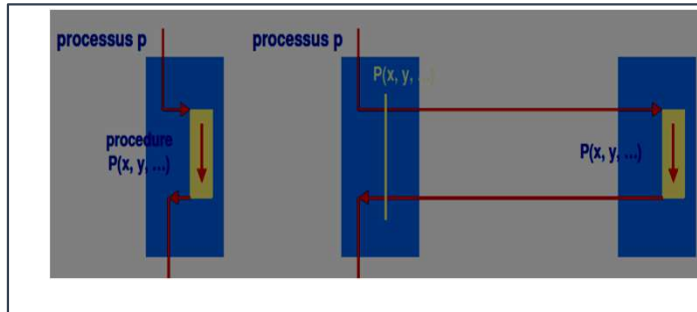 processus p
procedure
P(x, y, ...)
processus p
P(x, y, ...)
P(x, y, ...)